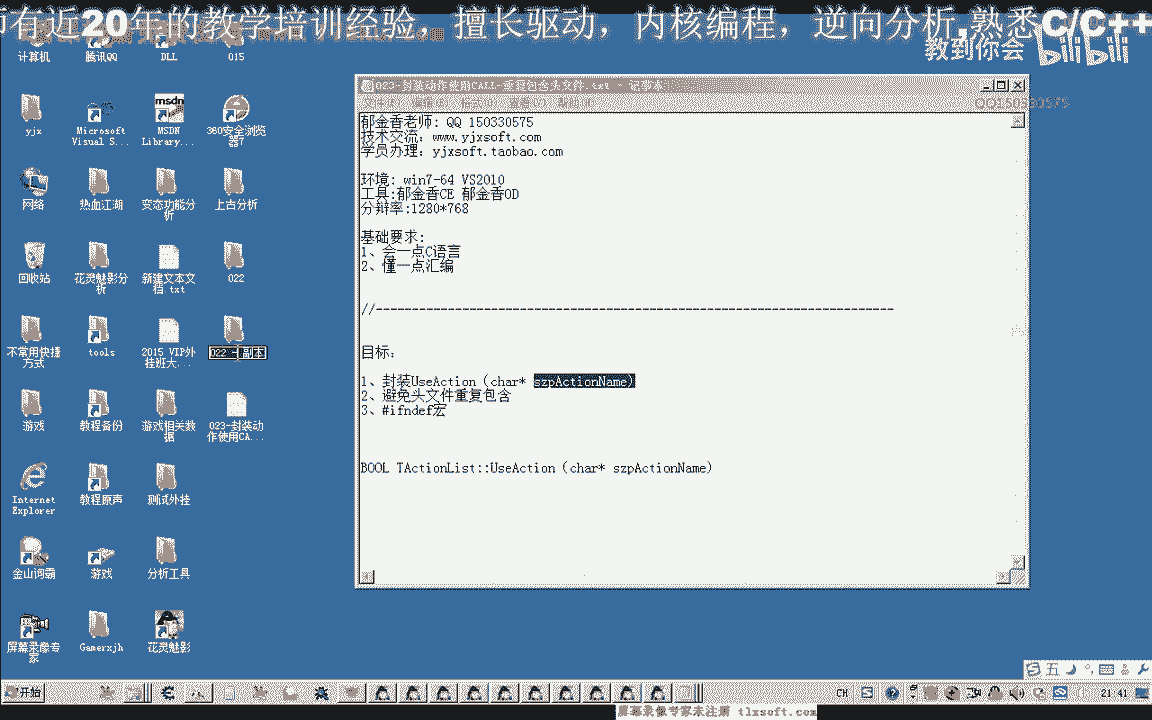 师有近20年的教学培训经验，擅长驱动，内核编程，逆向分析,熟悉C/C++
教到你会
bilibili
QQ150330575
计算机
腾讯QQ
DLL
015
yjx
Microsoft Visual S...
MSDN Library...
360安全浏览器7
网络
热血江湖
变态功能分析
上古分析
回收站
花灵魅影分析
新建文本文档.txt
022
不常用快捷方式
tools
2015 VIP外挂班大...
022 - 副本
游戏
教程备份
游戏相关数据
023-封装动作使用CA...
Internet Explorer
教程原声
测试外挂
金山词霸
游戏
分析工具
屏幕录像专家
Gamerxjh
花灵魅影
023-封装动作使用CALL-重复包含头文件.txt - 记事本
文件(F) 编辑(E) 格式(O) 查看(V) 帮助(H)
郁金香老师: QQ 150330575
技术交流：www.yjxsoft.com
学员办理：yjxsoft.taobao.com
环境: win7-64 VS2010
工具:郁金香CE 郁金香OD
分辩率:1280*768
基础要求:
1、会一点C语言
2、懂一点汇编
//------------------------------------------------------------------------
目标:
1、封装UseAction（char* szpActionName）
2、避免头文件重复包含
3、#ifndef宏
BOOL TActionList::UseAction（char* szpActionName）
五
开始
CH
21:41
屏幕录像专家未注册 tlxsoft.com